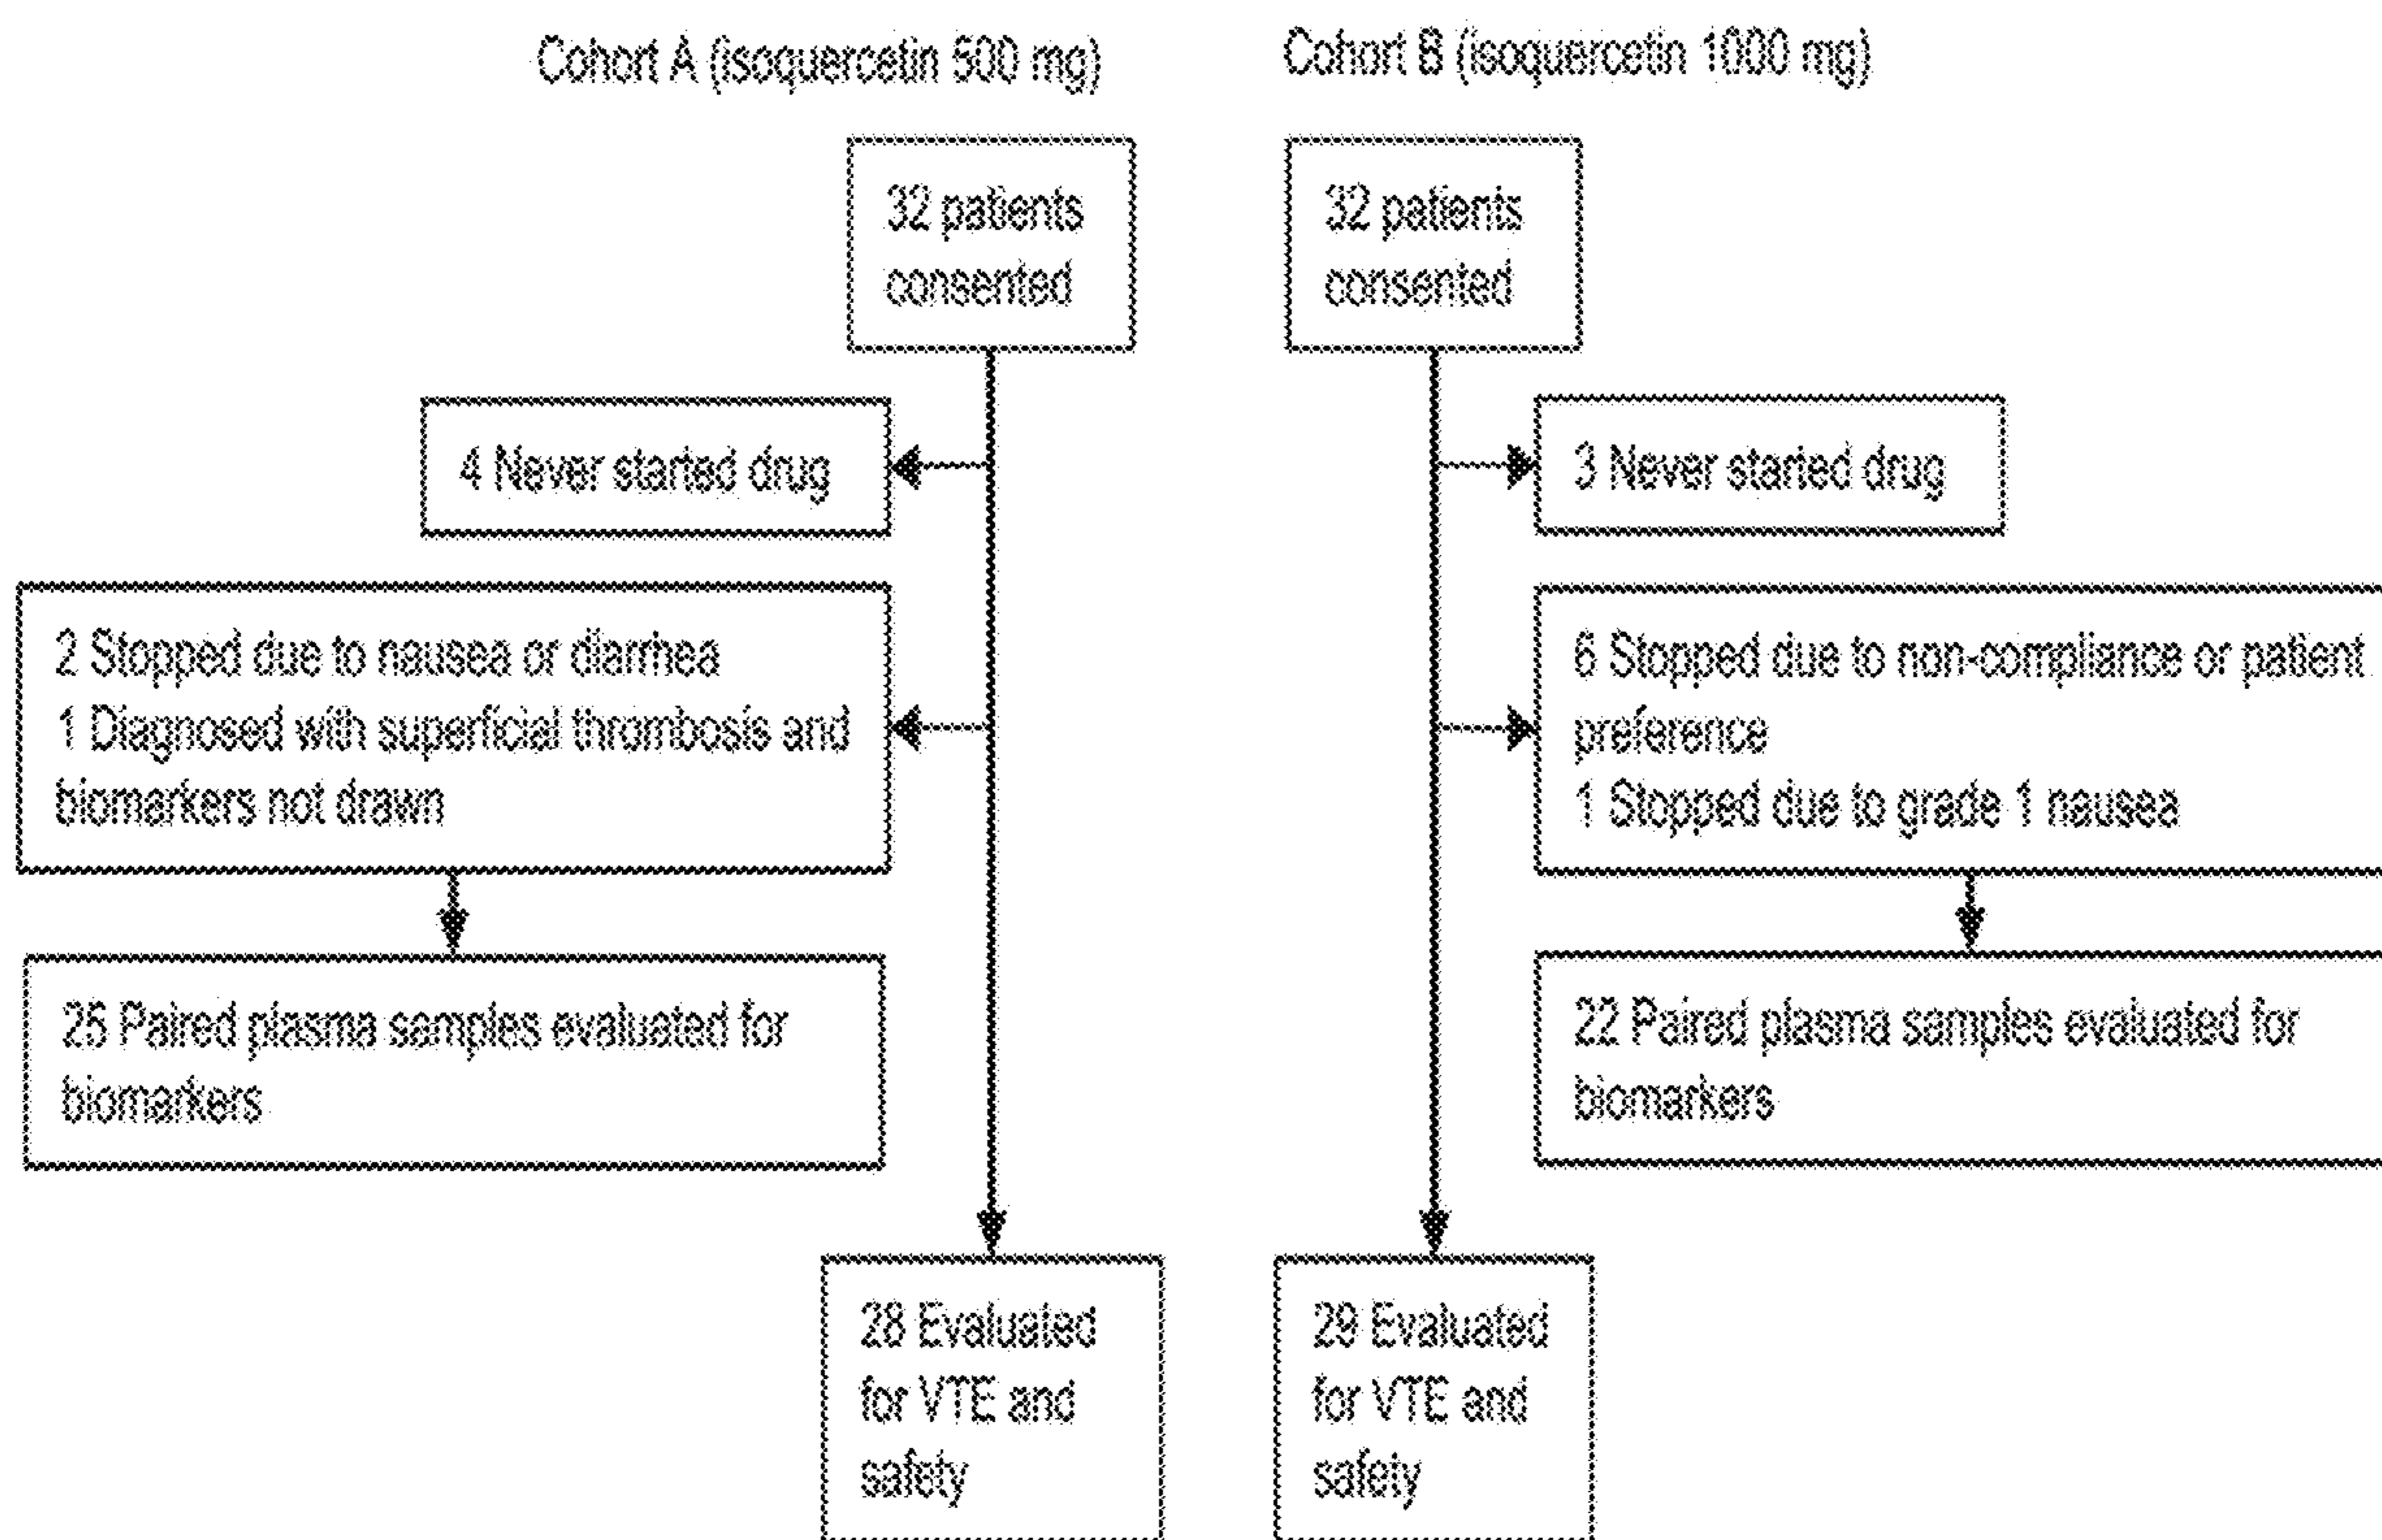 Cohort A (isoquercetin 500 mg)
Cohort B (isoquercetin 1000 mg)
32 patients
consented
32 patients
consented
4 Never started drug
3 Never started drug
2 Stopped due to nausea or diarrhea
1 Diagnosed with superficial thrombosis and
biomarkers not drawn
6 Stopped due to non-compliance or patient
preference
1 Stopped due to grade 1 nausea
25 Paired plasma samples evaluated for
biomarkers
22 Paired plasma samples evaluated for
biomarkers
28 Evaluated
for VTE and
safety
29 Evaluated
for VTE and
safety